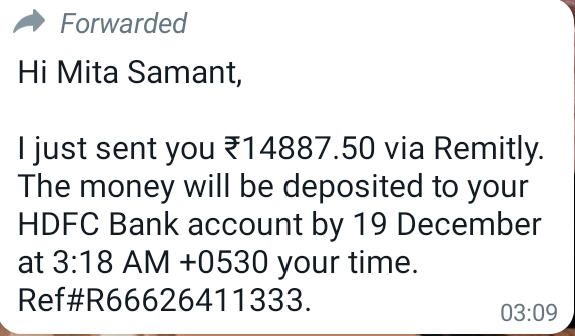 Forwarded
Hi Mita Samant,
I just sent you ₹14887.50 via Remitly.
The money will be deposited to your
HDFC Bank account by 19 December
at 3:18 AM +0530 your time.
Ref#R66626411333.
03:09